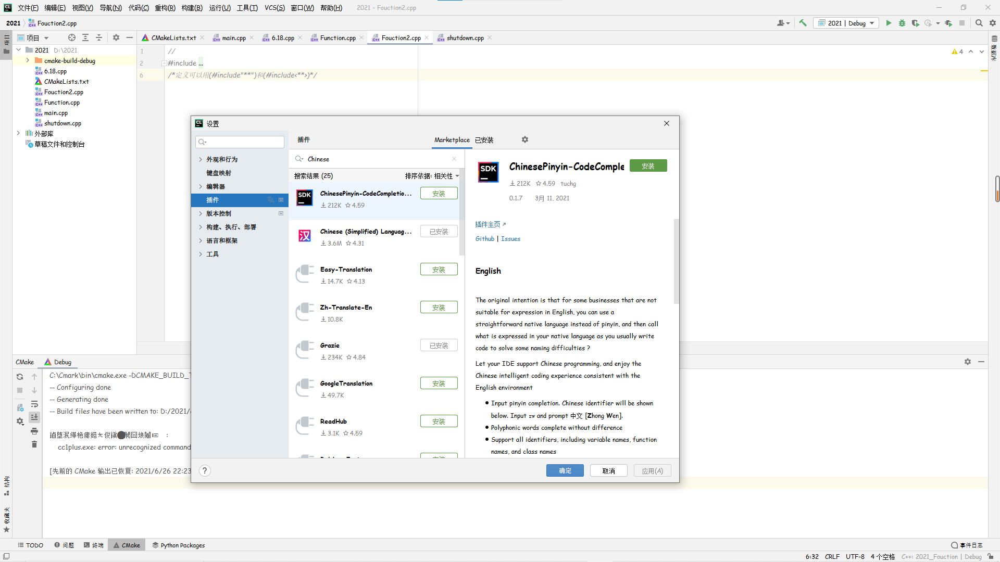 文件(F) 编辑(E) 视图(V) 导航(N) 代码(C) 重构(R) 构建(B) 运行(U) 工具(T) VCS(S) 窗口(W) 帮助(H) 2021 - Fouction2.cpp
2021 Fouction2.cpp
2021 | Debug
项目
项目
CMakeLists.txt main.cpp 6.18.cpp Function.cpp Fouction2.cpp shutdown.cpp
数据库
2021 D:\2021
cmake-build-debug
6.18.cpp
CMakeLists.txt
Fouction2.cpp
Function.cpp
main.cpp
shutdown.cpp
外部库
草稿文件和控制台
1 //
2 #include ...
6 /*定义可以用(#include"**")和(#include<**>)*/
4
设置
外观和行为
键盘映射
编辑器
插件
版本控制
构建、执行、部署
语言和框架
工具
插件 Marketplace 已安装
Chinese
搜索结果 (25) 排序依据: 相关性
ChinesePinyin-CodeCompletio... 安装
212K 4.59
Chinese (Simplified) Languag... 已安装
3.6M 4.31
Easy-Translation 安装
14.7K 4.13
Zh-Translate-En 安装
10.8K
Grazie 已安装
234K 4.84
GoogleTranslation 安装
49.7K
ReadHub 安装
3.1K 4.59
SDK
汉
SDK
ChinesePinyin-CodeComple 安装
212K 4.59 tuchg
0.1.7 3月 11, 2021
插件主页
Github | Issues
English
The original intention is that for some businesses that are not
suitable for expression in English, you can use a
straightforward native language instead of pinyin, and then call
what is expressed in your native language as you usually write
code to solve some naming difficulties ?
Let your IDE support Chinese programming, and enjoy the
Chinese intelligent coding experience consistent with the
English environment
Input pinyin completion. Chinese identifier will be shown
below. Input zw and prompt 中文 [Zhong Wen].
Polyphonic words complete without difference
Support all identifiers, including variable names, function
names, and class names
? 确定 取消 应用(A)
CMake Debug
C:\Cmark\bin\cmake.exe -DCMAKE_BUILD_T
-- Configuring done
-- Generating done
-- Build files have been written to: D:/2021/
cc1plus.exe: error: unrecognized command
[先前的 CMake 输出已恢复: 2021/6/26 22:23
结构
收藏夹
TODO 问题 终端 CMake Python Packages 事件日志
6:32 CRLF UTF-8 4 个空格 C++: 2021_Fouction | Debug